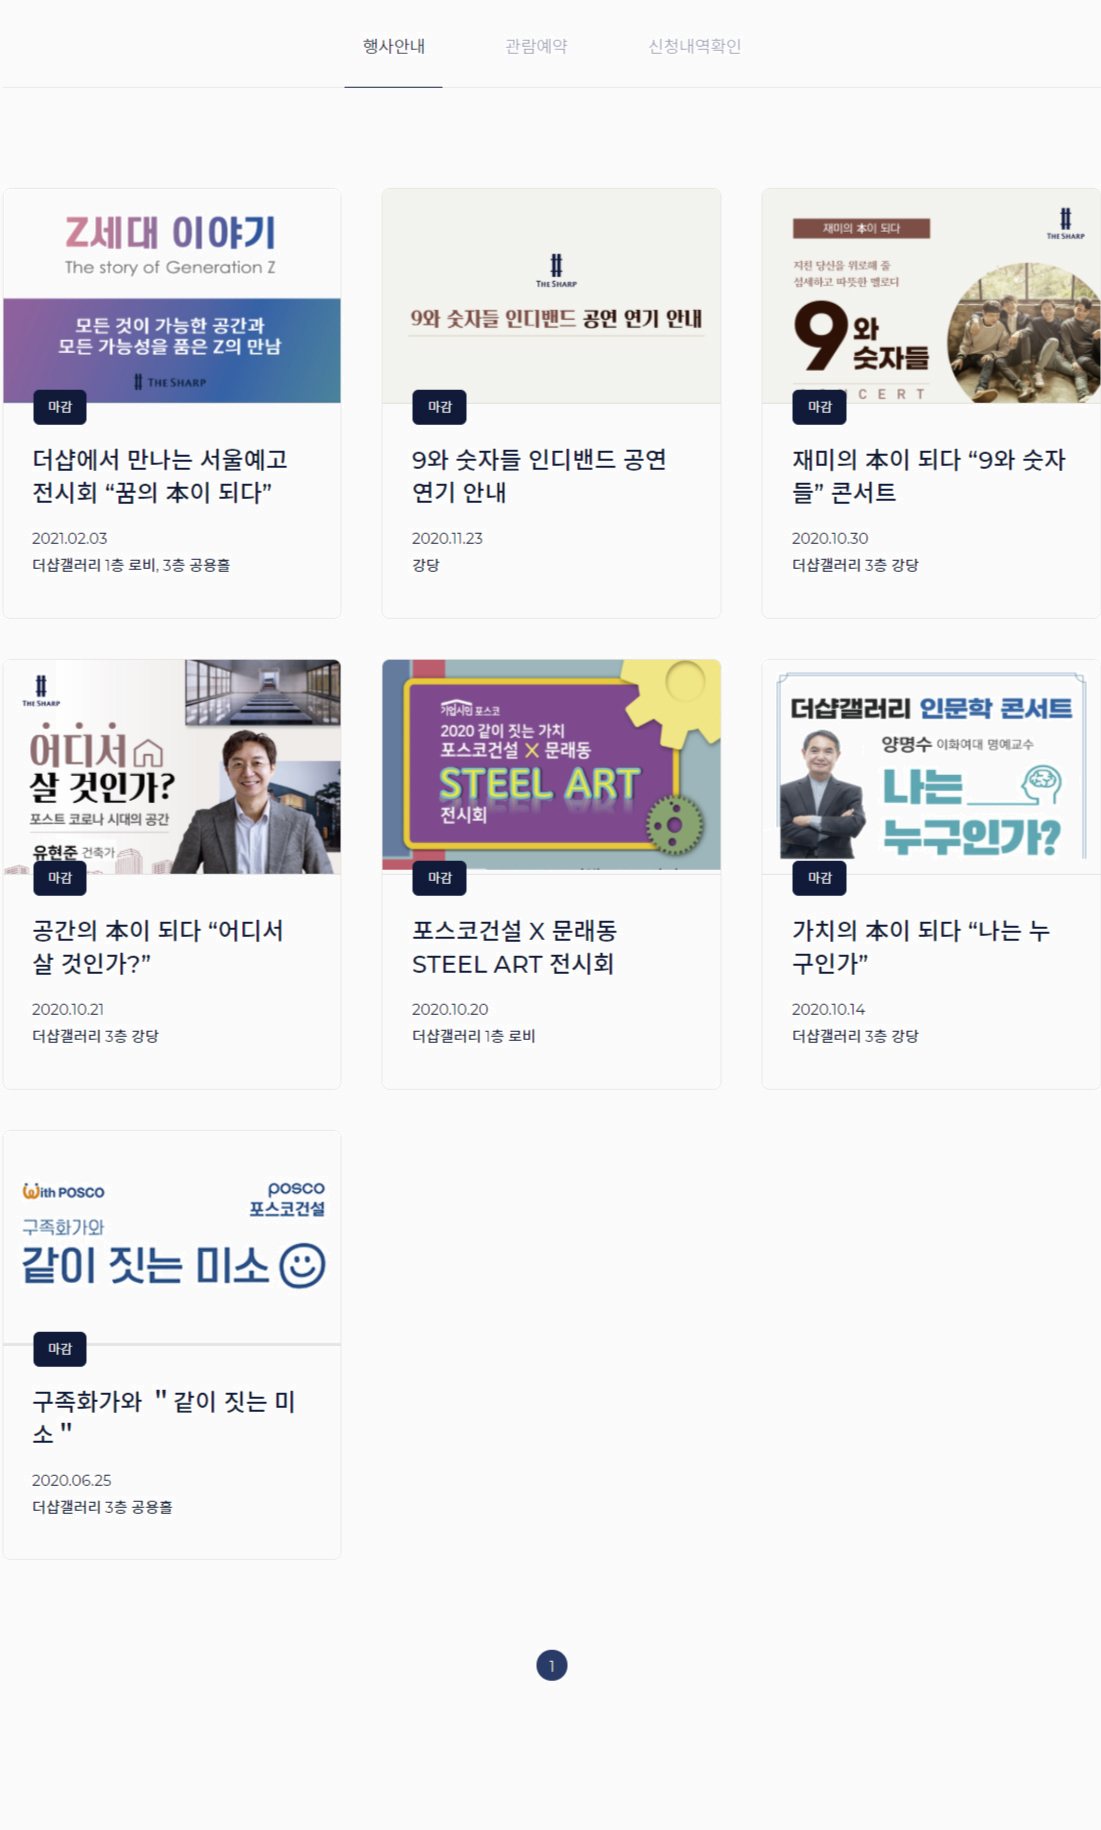 행사안내
관람예약
신청내역확인
Z세대 이야기
The story of Generation Z
모든 것이 가능한 공간과
모든 가능성을 품은 Z의 만남
THE SHARP
마감
더샵에서 만나는 서울예고
전시회 “꿈의 本이 되다”
2021.02.03
더샵갤러리 1층 로비, 3층 공용홀
THE SHARP
9와 숫자들 인디밴드 공연 연기 안내
마감
9와 숫자들 인디밴드 공연
연기 안내
2020.11.23
강당
재미의 本이 되다
THE SHARP
지친 당신을 위로해 줄
섬세하고 따뜻한 멜로디
9와
숫자들
CERT
마감
재미의 本이 되다 “9와 숫자
들” 콘서트
2020.10.30
더샵갤러리 3층 강당
THE SHARP
어디서
살 것인가?
포스트 코로나 시대의 공간
유현준 건축가
마감
공간의 本이 되다 “어디서
살 것인가?”
2020.10.21
더샵갤러리 3층 강당
기업시민 포스코
2020 같이 짓는 가치
포스코건설 X 문래동
STEEL ART
전시회
마감
포스코건설 X 문래동
STEEL ART 전시회
2020.10.20
더샵갤러리 1층 로비
더샵갤러리 인문학 콘서트
양명수 이화여대 명예교수
나는
누구인가?
마감
가치의 本이 되다 “나는 누
구인가”
2020.10.14
더샵갤러리 3층 강당
With POSCO
posco
포스코건설
구족화가와
같이 짓는 미소
마감
구족화가와 ＂같이 짓는 미
소＂
2020.06.25
더샵갤러리 3층 공용홀
1